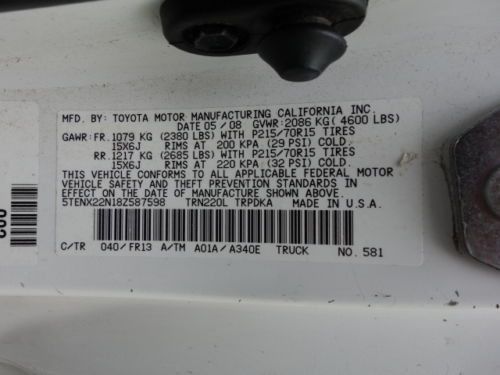 MFD. BY: TOYOTA MOTOR MANUFACTURING CALIFORNIA INC.
DATE 05/08 GVWR: 2086 KG (4600 LBS)
GAWR: FR. 1079 KG (2380 LBS) WITH P215/70R15 TIRES
15X6J RIMS AT 200 KPA (29 PSI) COLD.
RR. 1217 KG (2685 LBS) WITH P215/70R15 TIRES
15X6J RIMS AT 220 KPA (32 PSI) COLD.
THIS VEHICLE CONFORMS TO ALL APPLICABLE FEDERAL MOTOR
VEHICLE SAFETY AND THEFT PREVENTION STANDARDS IN
EFFECT ON THE DATE OF MANUFACTURE SHOWN ABOVE.
5TENX22N18Z587598 TRN220L TRPDKA MADE IN U.S.A.
C/TR 040/FR13 A/TM A01A/A340E TRUCK NO. 581